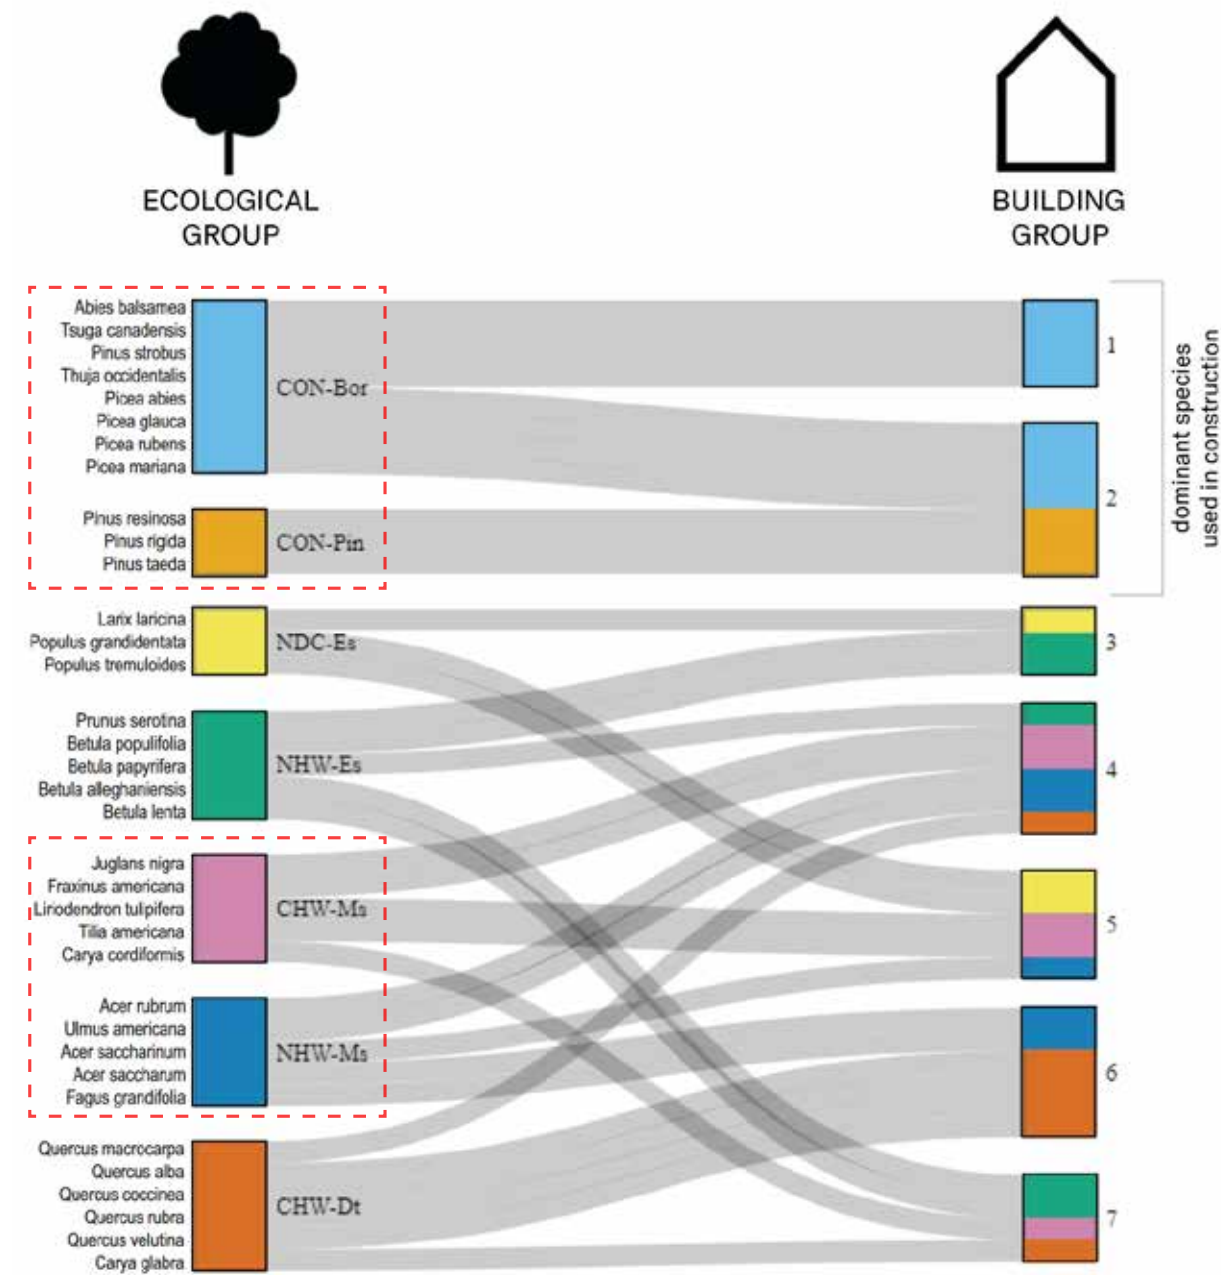 ECOLOGICAL
GROUP
BUILDING
GROUP
Abies balsamea
Tsuga canadensis
Pinus strobus
Thuja occidentalis
Picea abies
Picea glauca
Picea rubens
Picea mariana
CON-Bor
Pinus resinosa
Pinus rigida
Pinus taeda
CON-Pin
Larix laricina
Populus grandidentata
Populus tremuloides
NDC-Es
Prunus serotina
Betula populifolia
Betula papyrifera
Betula alleghaniensis
Betula lenta
NHW-Es
Juglans nigra
Fraxinus americana
Liriodendron tulipifera
Tilia americana
Carya cordiformis
CHW-Ms
Acer rubrum
Ulmus americana
Acer saccharinum
Acer saccharum
Fagus grandifolia
NHW-Ms
Quercus macrocarpa
Quercus alba
Quercus coccinea
Quercus rubra
Quercus velutina
Carya glabra
CHW-Dt
1
2
3
4
5
6
7
dominant species
used in construction